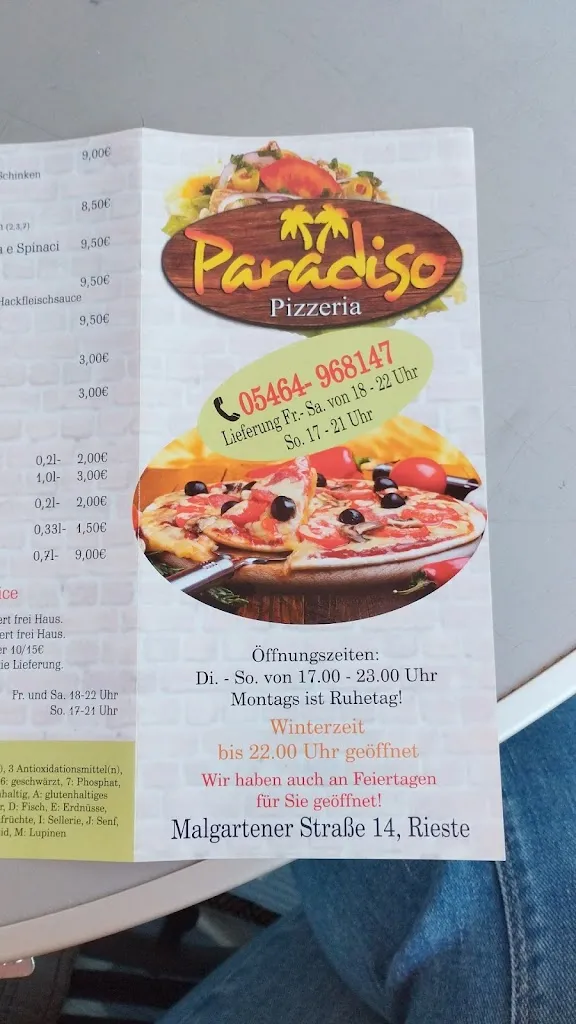 9,00€
Schinken
8,50€
(2,3,7)
e Spinaci 9,50€
9,50€
Hackfleischsauce
9,50€
3,00€
3,00€
0,2l- 2,00€
1,0l- 3,00€
0,2l- 2,00€
0,33l- 1,50€
0,7l- 9,00€
ert frei Haus.
ert frei Haus.
er 10/15€
ie Lieferung.
Fr. und Sa. 18-22 Uhr
So. 17-21 Uhr
), 3 Antioxidationsmittel(n),
6: geschwärzt, 7: Phosphat,
haltig, A: glutenhaltiges
r, D: Fisch, E: Erdnüsse,
früchte, I: Sellerie, J: Senf,
id, M: Lupinen
Paradiso
Pizzeria
05464- 968147
Lieferung Fr.- Sa. von 18 - 22 Uhr
So. 17 - 21 Uhr
Öffnungszeiten:
Di. - So. von 17.00 - 23.00 Uhr
Montags ist Ruhetag!
Winterzeit
bis 22.00 Uhr geöffnet
Wir haben auch an Feiertagen
für Sie geöffnet!
Malgartener Straße 14, Rieste